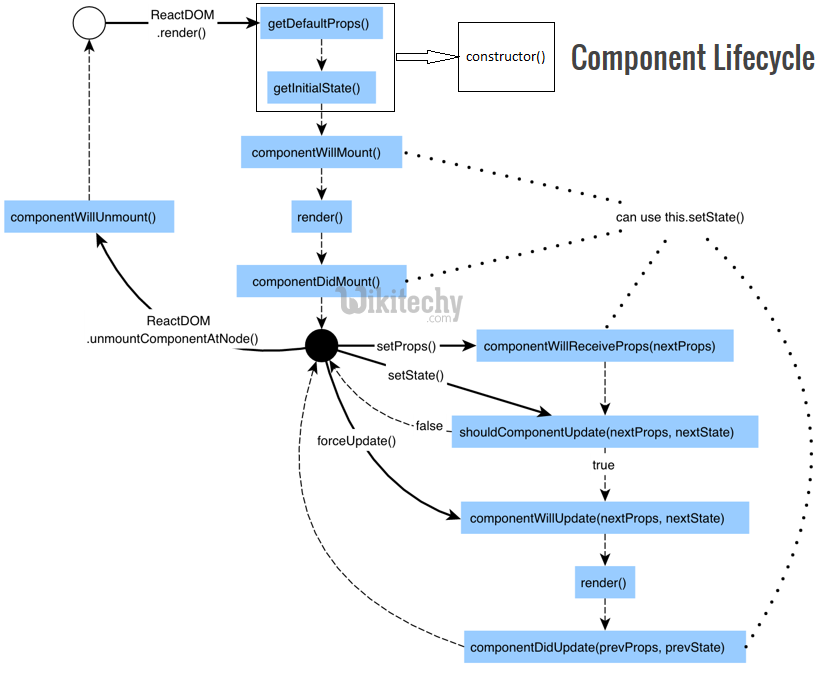 ReactDOM
.render()
getDefaultProps()
getInitialState()
constructor()
Component Lifecycle
componentWillMount()
componentWillUnmount()
render()
can use this.setState()
componentDidMount()
Wikitechy
.com
ReactDOM
.unmountComponentAtNode()
setProps()
componentWillReceiveProps(nextProps)
setState()
false
shouldComponentUpdate(nextProps, nextState)
forceUpdate()
true
componentWillUpdate(nextProps, nextState)
render()
componentDidUpdate(prevProps, prevState)